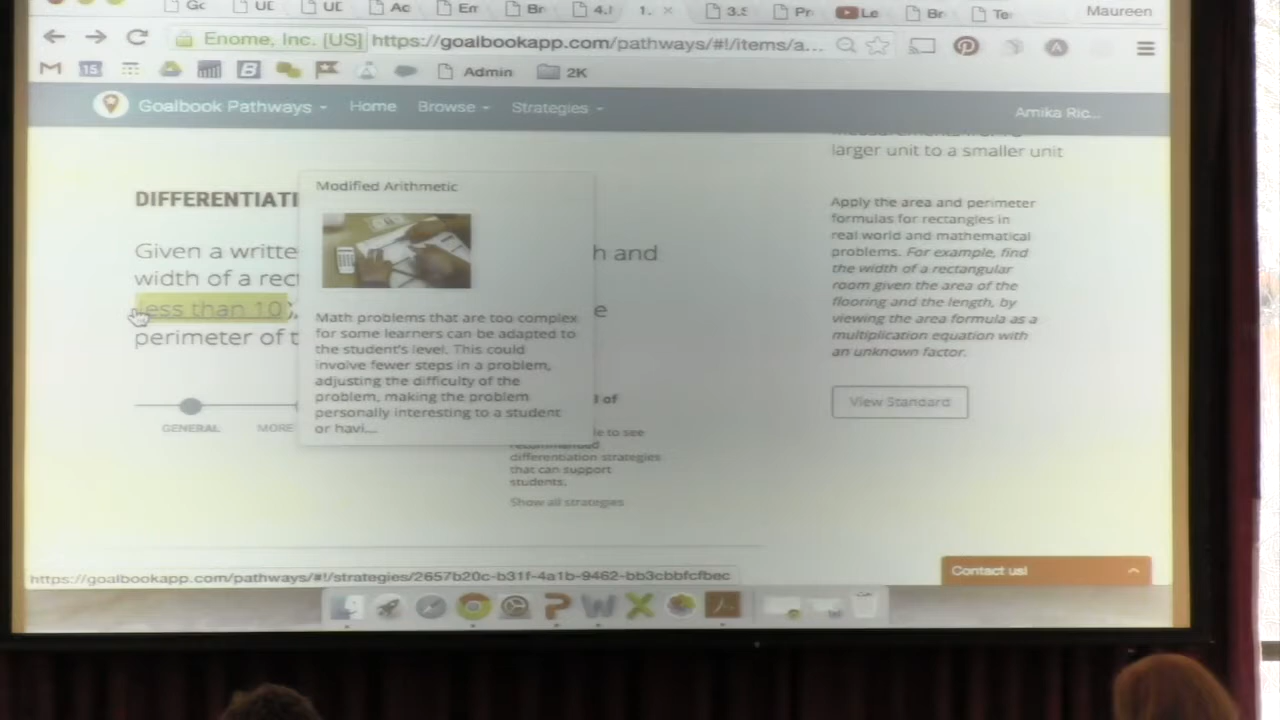 Gc
UC
UC
Ac
Em
Br
4.I
1.
3.5
Pr
Le
Br
Te
Maureen
Enome, Inc. [US]
https://goalbookapp.com/pathways/#!/items/a...
15
B
Admin
2K
Goalbook Pathways
Home
Browse
Strategies
Amika Ric...
larger unit to a smaller unit
DIFFERENTIATI
Given a writte
h and
width of a rec
less than 10;
e
perimeter of t
Modified Arithmetic
Math problems that are too complex
for some learners can be adapted to
the student's level. This could
involve fewer steps in a problem,
adjusting the difficulty of the
problem, making the problem
personally interesting to a student
or havi...
GENERAL
MORE
l of
le to see
recommended
differentiation strategies
that can support
students.
Show all strategies
Apply the area and perimeter
formulas for rectangles in
real world and mathematical
problems. For example, find
the width of a rectangular
room given the area of the
flooring and the length, by
viewing the area formula as a
multiplication equation with
an unknown factor.
View Standard
https://goalbookapp.com/pathways/#!/strategies/2657b20c-b31f-4a1b-9462-bb3cbbfcfbec
Contact us!